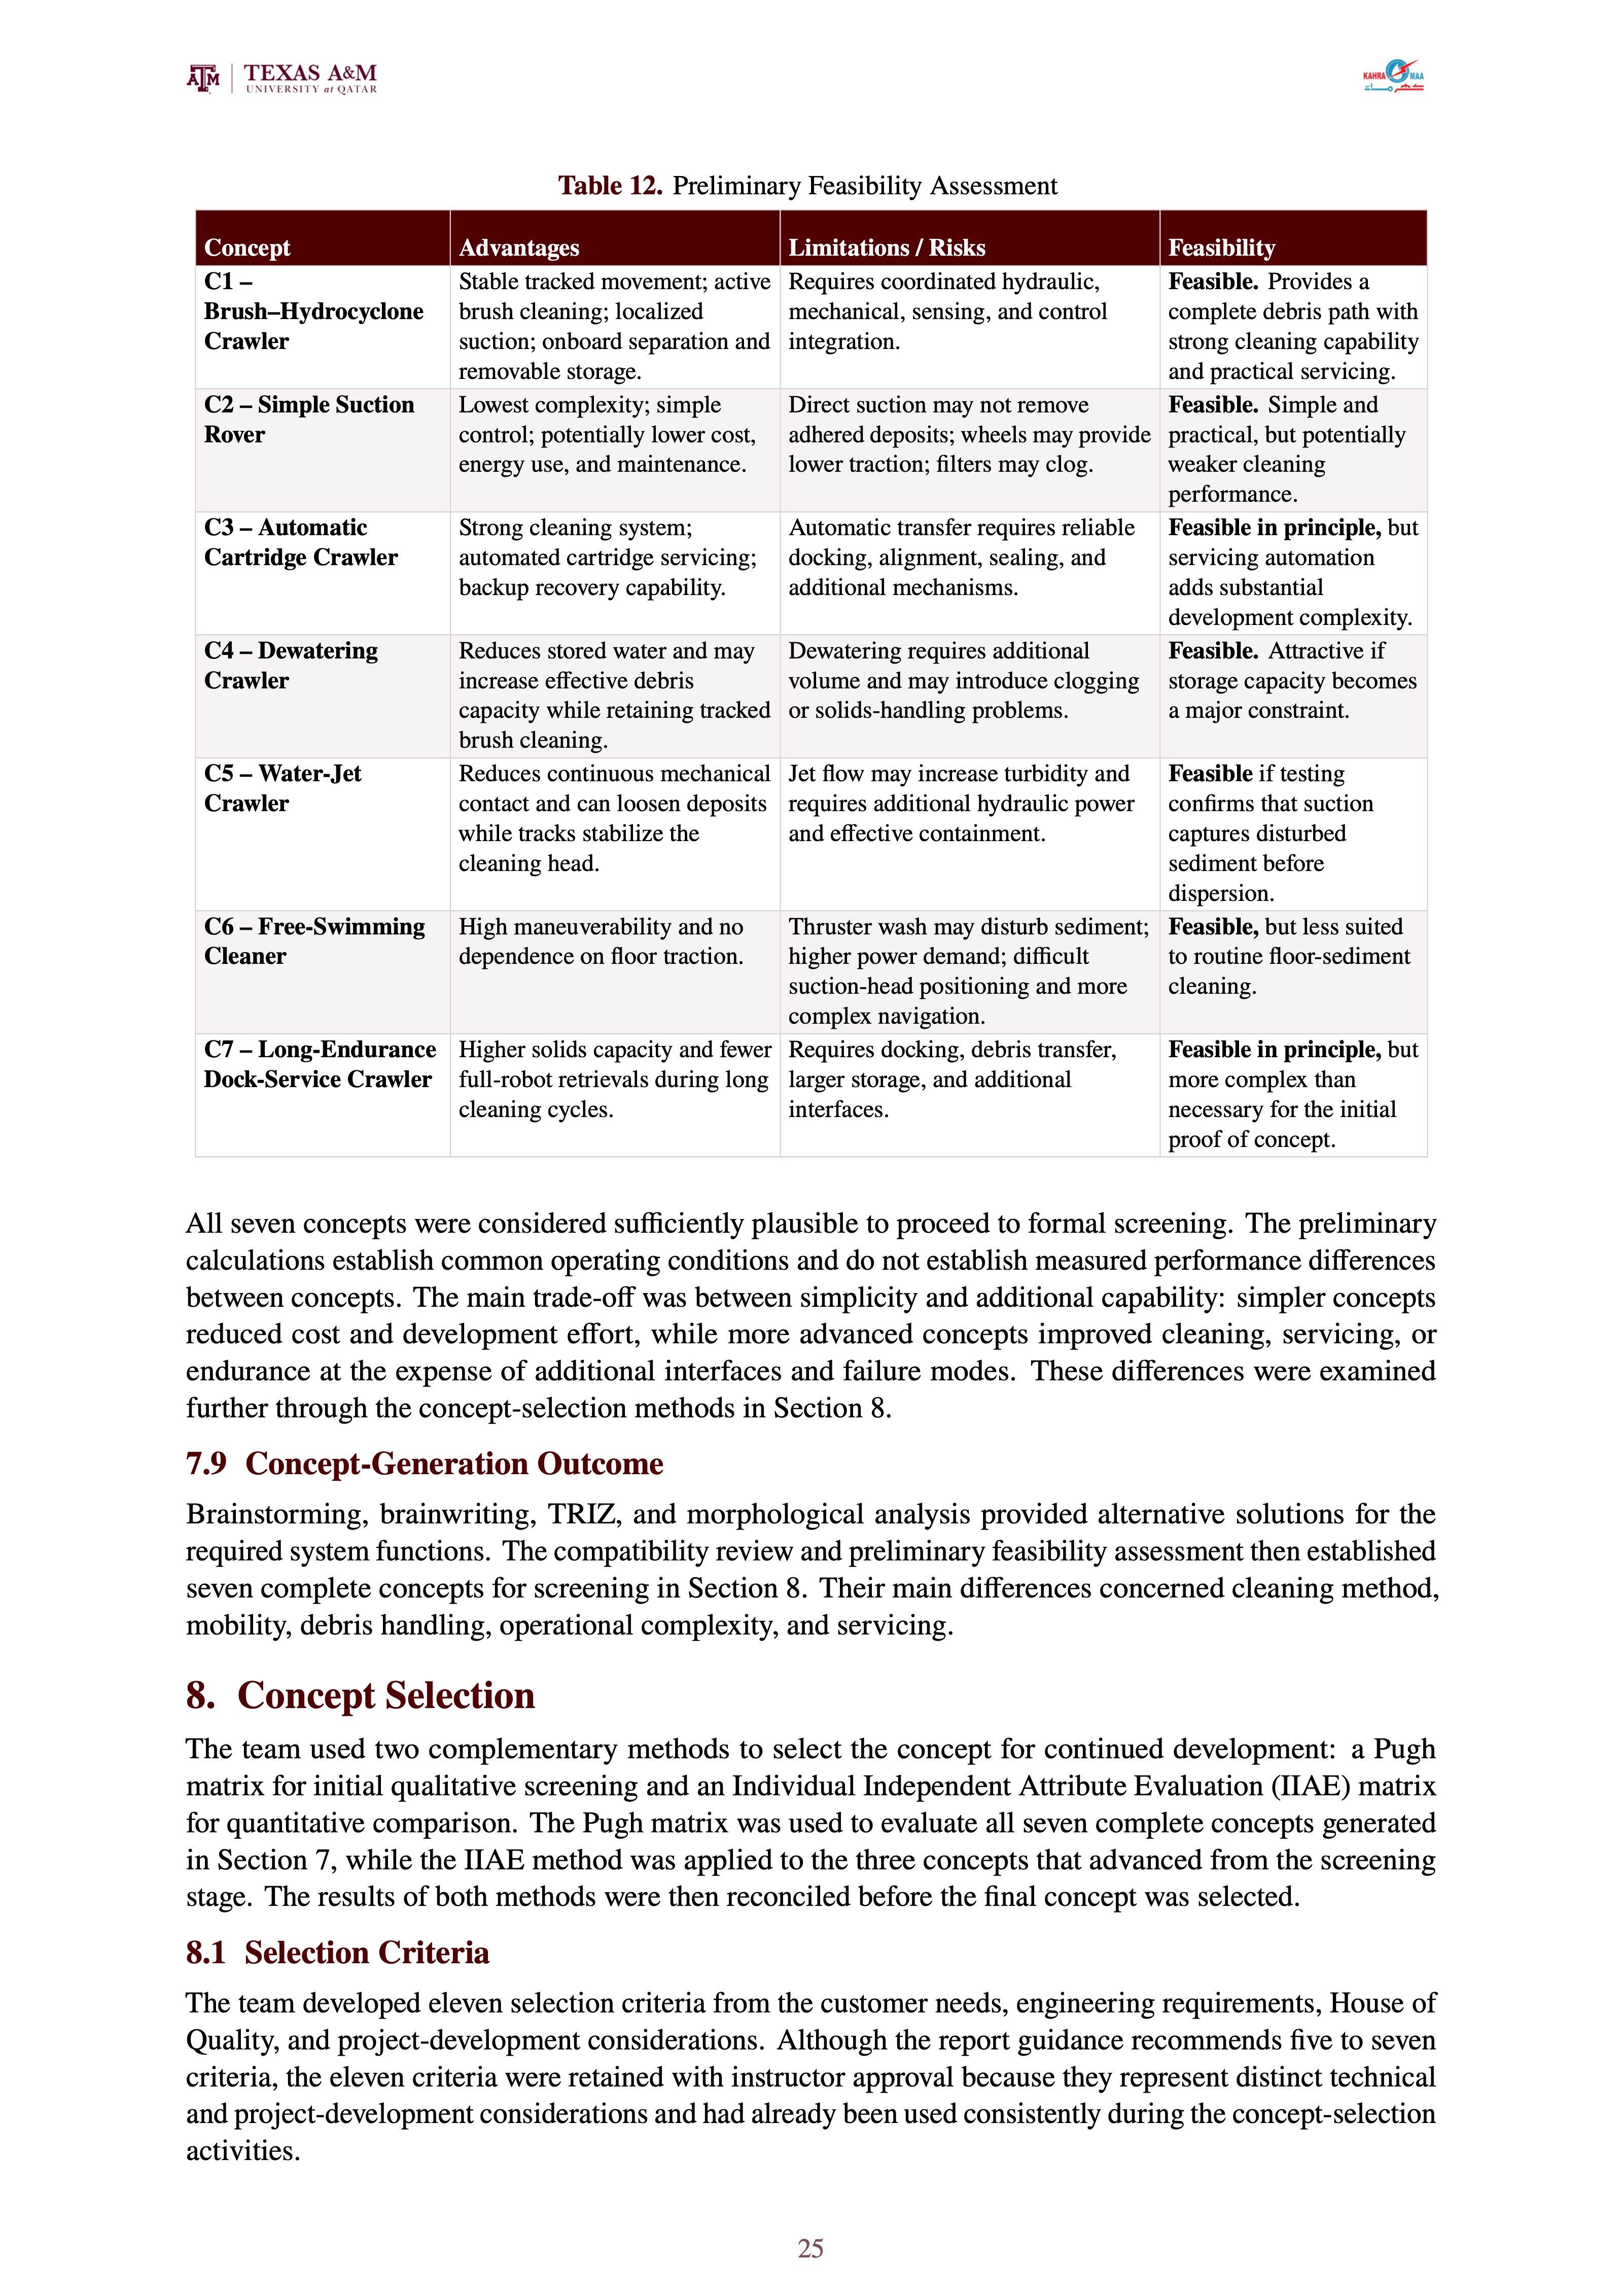 TEXAS A&M
UNIVERSITY at QATAR
KAHRA MAA
كهرماء
Table 12. Preliminary Feasibility Assessment
Concept
Advantages
Limitations / Risks
Feasibility
C1 –
Brush–Hydrocyclone
Crawler
Stable tracked movement; active
brush cleaning; localized
suction; onboard separation and
removable storage.
Requires coordinated hydraulic,
mechanical, sensing, and control
integration.
Feasible. Provides a
complete debris path with
strong cleaning capability
and practical servicing.
C2 – Simple Suction
Rover
Lowest complexity; simple
control; potentially lower cost,
energy use, and maintenance.
Direct suction may not remove
adhered deposits; wheels may provide
lower traction; filters may clog.
Feasible. Simple and
practical, but potentially
weaker cleaning
performance.
C3 – Automatic
Cartridge Crawler
Strong cleaning system;
automated cartridge servicing;
backup recovery capability.
Automatic transfer requires reliable
docking, alignment, sealing, and
additional mechanisms.
Feasible in principle, but
servicing automation
adds substantial
development complexity.
C4 – Dewatering
Crawler
Reduces stored water and may
increase effective debris
capacity while retaining tracked
brush cleaning.
Dewatering requires additional
volume and may introduce clogging
or solids-handling problems.
Feasible. Attractive if
storage capacity becomes
a major constraint.
C5 – Water-Jet
Crawler
Reduces continuous mechanical
contact and can loosen deposits
while tracks stabilize the
cleaning head.
Jet flow may increase turbidity and
requires additional hydraulic power
and effective containment.
Feasible if testing
confirms that suction
captures disturbed
sediment before
dispersion.
C6 – Free-Swimming
Cleaner
High maneuverability and no
dependence on floor traction.
Thruster wash may disturb sediment;
higher power demand; difficult
suction-head positioning and more
complex navigation.
Feasible, but less suited
to routine floor-sediment
cleaning.
C7 – Long-Endurance
Dock-Service Crawler
Higher solids capacity and fewer
full-robot retrievals during long
cleaning cycles.
Requires docking, debris transfer,
larger storage, and additional
interfaces.
Feasible in principle, but
more complex than
necessary for the initial
proof of concept.
All seven concepts were considered sufficiently plausible to proceed to formal screening. The preliminary
calculations establish common operating conditions and do not establish measured performance differences
between concepts. The main trade-off was between simplicity and additional capability: simpler concepts
reduced cost and development effort, while more advanced concepts improved cleaning, servicing, or
endurance at the expense of additional interfaces and failure modes. These differences were examined
further through the concept-selection methods in Section 8.
7.9 Concept-Generation Outcome
Brainstorming, brainwriting, TRIZ, and morphological analysis provided alternative solutions for the
required system functions. The compatibility review and preliminary feasibility assessment then established
seven complete concepts for screening in Section 8. Their main differences concerned cleaning method,
mobility, debris handling, operational complexity, and servicing.
8. Concept Selection
The team used two complementary methods to select the concept for continued development: a Pugh
matrix for initial qualitative screening and an Individual Independent Attribute Evaluation (IIAE) matrix
for quantitative comparison. The Pugh matrix was used to evaluate all seven complete concepts generated
in Section 7, while the IIAE method was applied to the three concepts that advanced from the screening
stage. The results of both methods were then reconciled before the final concept was selected.
8.1 Selection Criteria
The team developed eleven selection criteria from the customer needs, engineering requirements, House of
Quality, and project-development considerations. Although the report guidance recommends five to seven
criteria, the eleven criteria were retained with instructor approval because they represent distinct technical
and project-development considerations and had already been used consistently during the concept-selection
activities.
25